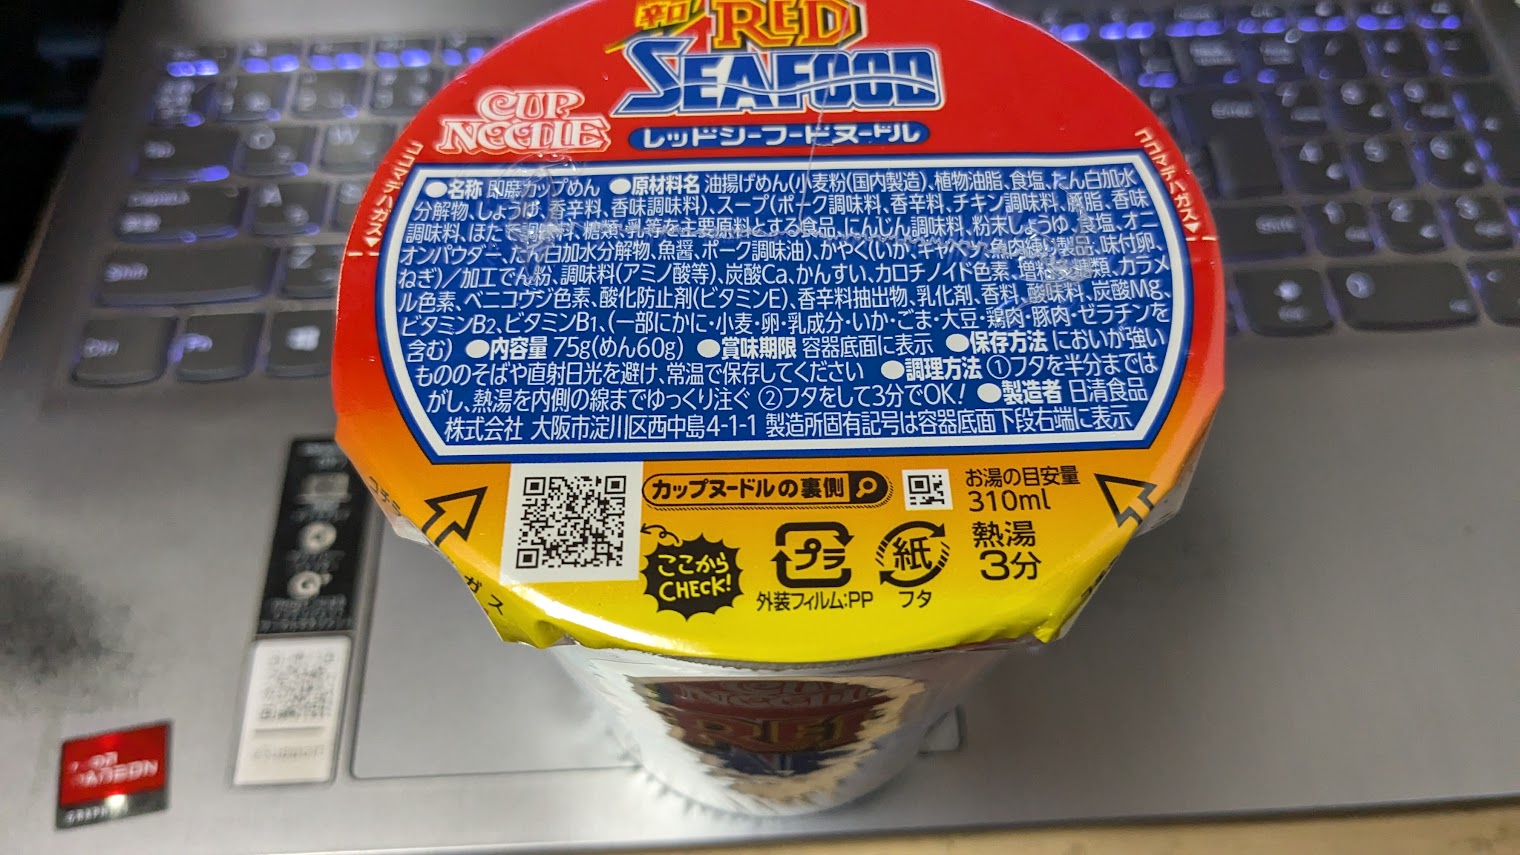 辛口 RED
SEAFOOD
CUP
NOODLE
レッドシーフードヌードル
ココマデハガス
ココマデハガス
●名称 即席カップめん ●原材料名 油揚げめん(小麦粉(国内製造)、植物油脂、食塩、たん白加水
分解物、しょうゆ、香辛料、香味調味料)、スープ(ポーク調味料、香辛料、チキン調味料、豚脂、香味
調味料、ほたて調味料、糖類、乳等を主要原料とする食品、にんじん調味料、粉末しょうゆ、食塩、オニ
オンパウダー、たん白加水分解物、魚醤、ポーク調味油)、かやく(いか、キャベツ、魚肉練り製品、味付卵、
ねぎ)／加工でん粉、調味料(アミノ酸等)、炭酸Ca、かんすい、カロチノイド色素、増粘多糖類、カラメ
ル色素、ベニコウジ色素、酸化防止剤(ビタミンE)、香辛料抽出物、乳化剤、香料、酸味料、炭酸Mg、
ビタミンB2、ビタミンB1、(一部にかに・小麦・卵・乳成分・いか・ごま・大豆・鶏肉・豚肉・ゼラチンを
含む) ●内容量 75g(めん60g) ●賞味期限 容器底面に表示 ●保存方法 においが強い
もののそばや直射日光を避け、常温で保存してください ●調理方法 ①フタを半分まではがし、
がし、熱湯を内側の線までゆっくり注ぐ ②フタをして3分でOK! ●製造者 日清食品
株式会社 大阪市淀川区西中島4-1-1 製造所固有記号は容器底面下段右端に表示
カップヌードルの裏側
お湯の目安量
310ml
熱湯
3分
ここから
CHECK!
プラ
外装フィルム:PP
紙
フタ
CUP
NOODLE
RED
RADEON